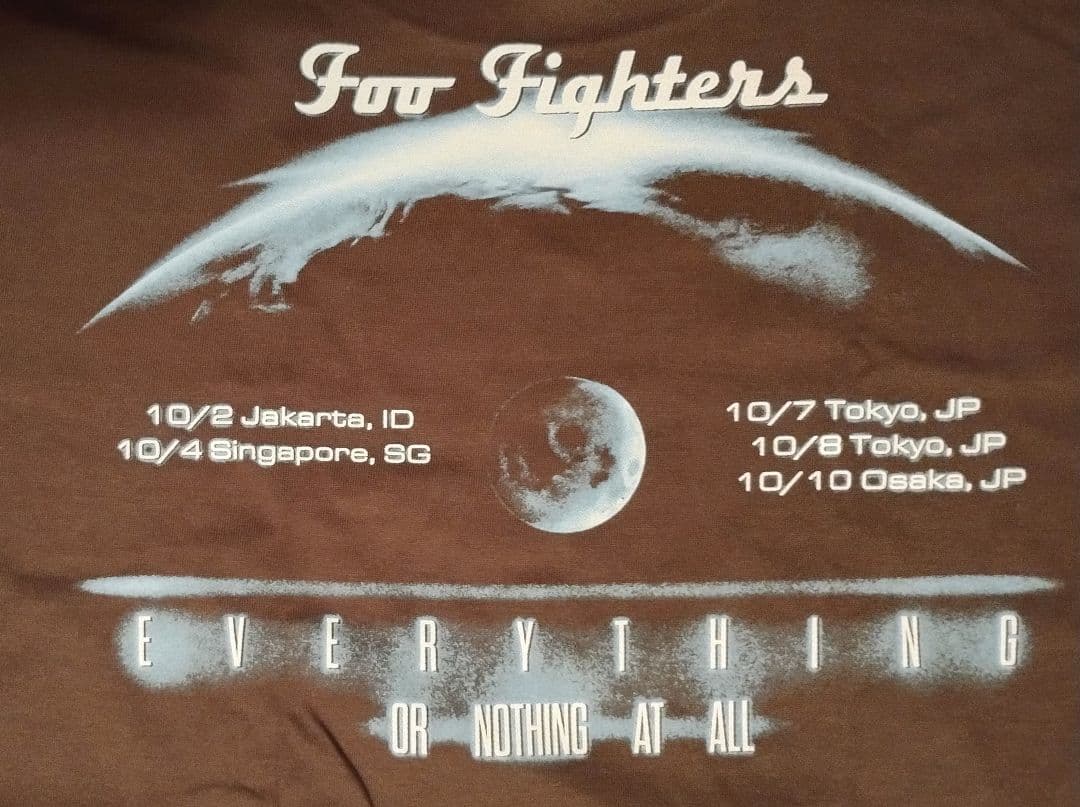 Foo Fighters
10/2 Jakarta, ID
10/4 Singapore, SG
10/7 Tokyo, JP
10/8 Tokyo, JP
10/10 Osaka, JP
EVERYTHING
OR NOTHING AT ALL